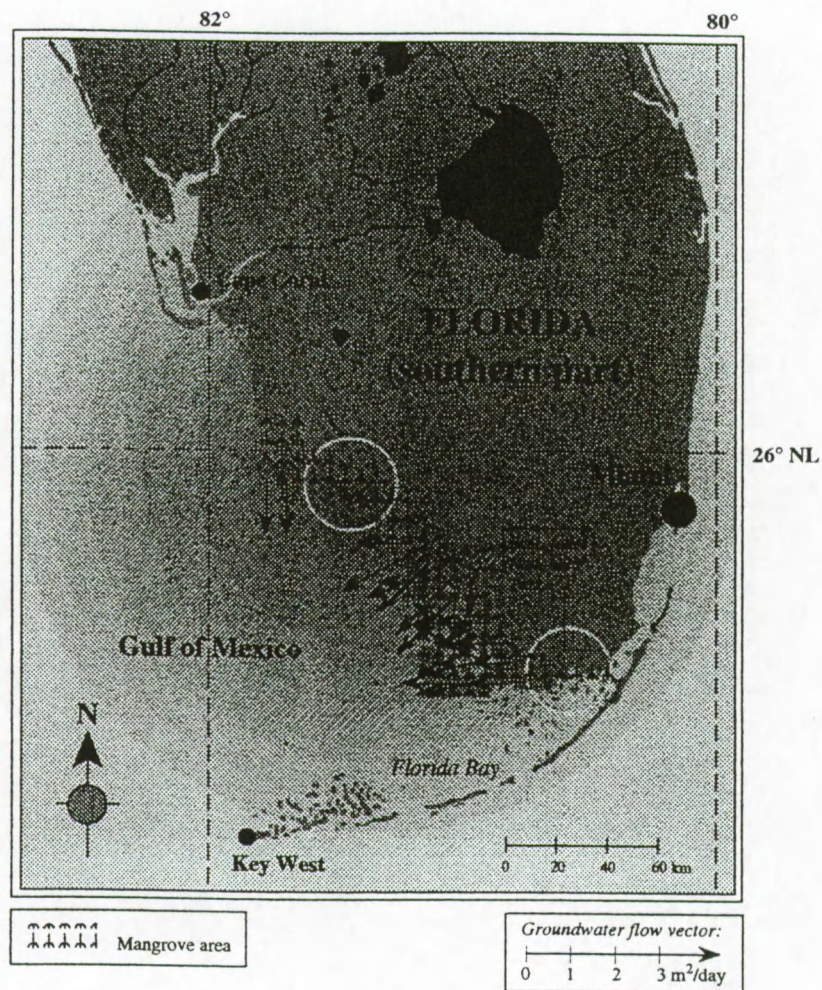 82°
80°
Cape Coral
FLORIDA
(southern part)
26° NL
Miami
Gulf of Mexico
N
Florida Bay
Key West
0 20 40 60 km
Mangrove area
Groundwater flow vector:
0 1 2 3 m²/day